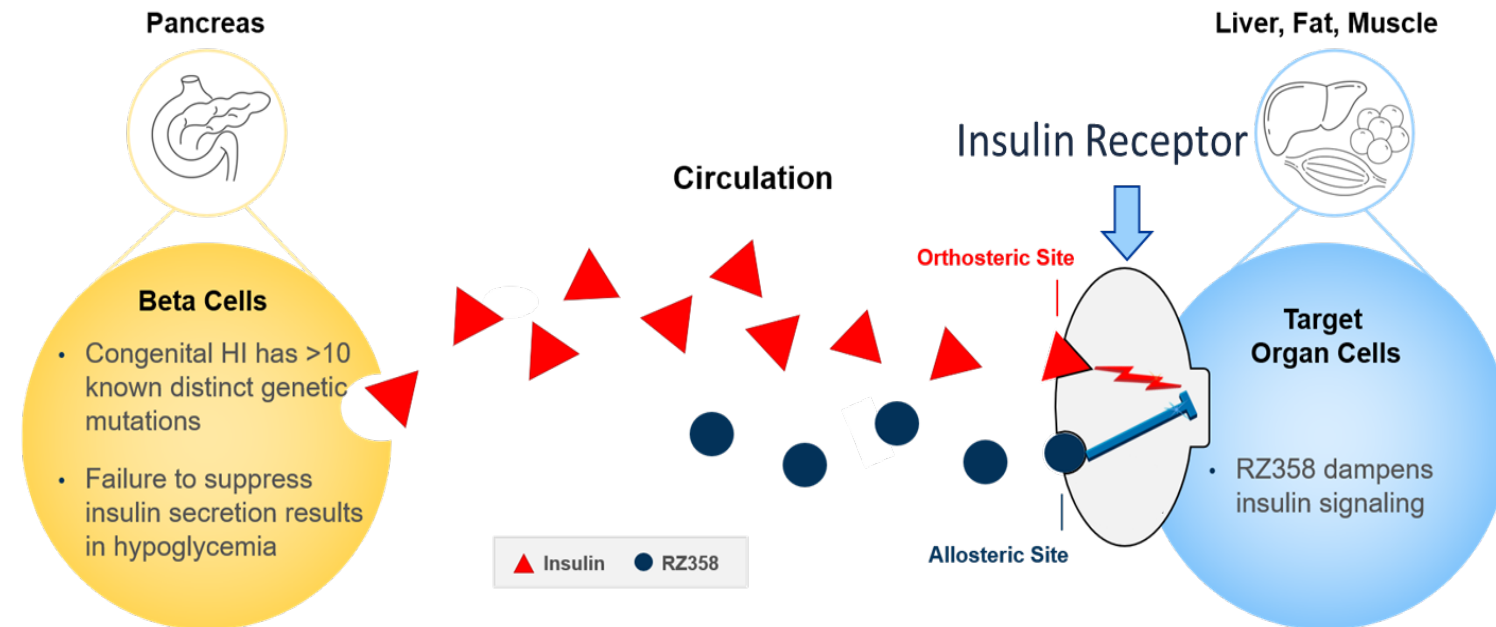 Pancreas
Liver, Fat, Muscle
Insulin Receptor
Circulation
Orthosteric Site
Beta Cells
• Congenital HI has >10
known distinct genetic
mutations
• Failure to suppress
insulin secretion results
in hypoglycemia
Target
Organ Cells
• RZ358 dampens
insulin signaling
Allosteric Site
Insulin
RZ358